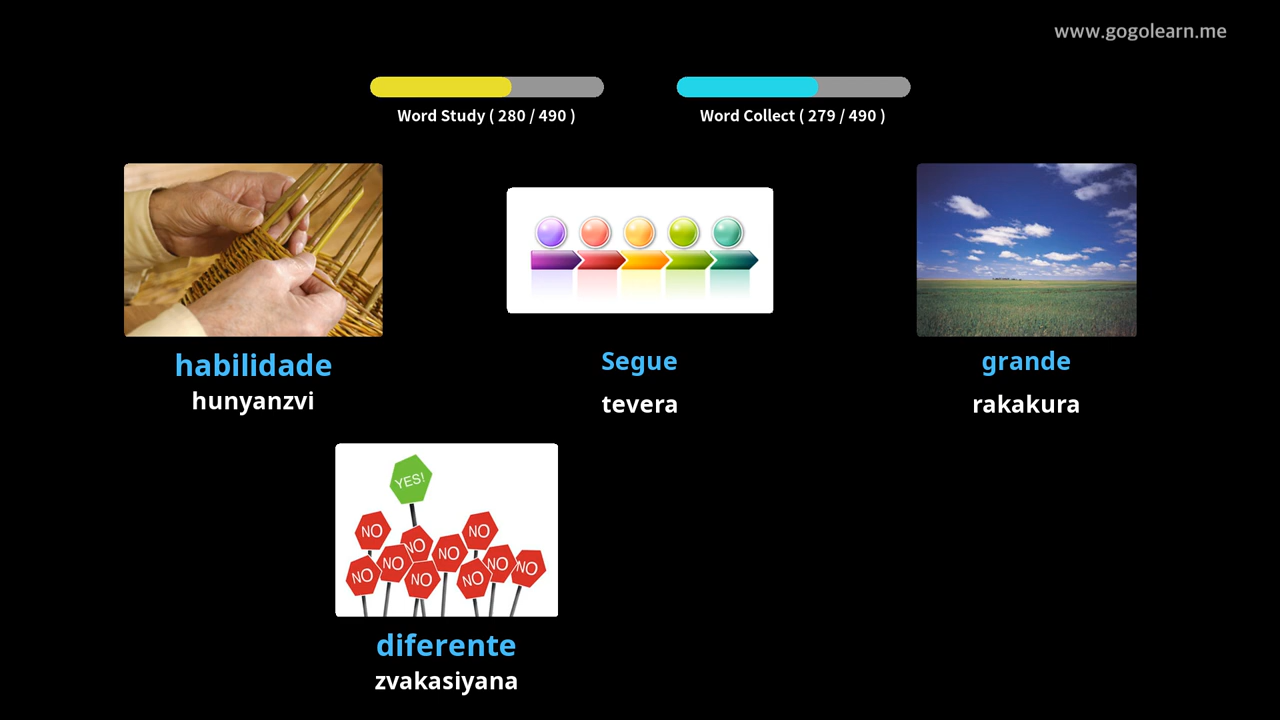 www.gogolearn.me
Word Study ( 280 / 490 )
Word Collect ( 279 / 490 )
habilidade
hunyanzvi
Segue
tevera
grande
rakakura
YES!
NO
NO
NO
NO
NO
NO
NO
NO
NO
NO
diferente
zvakasiyana